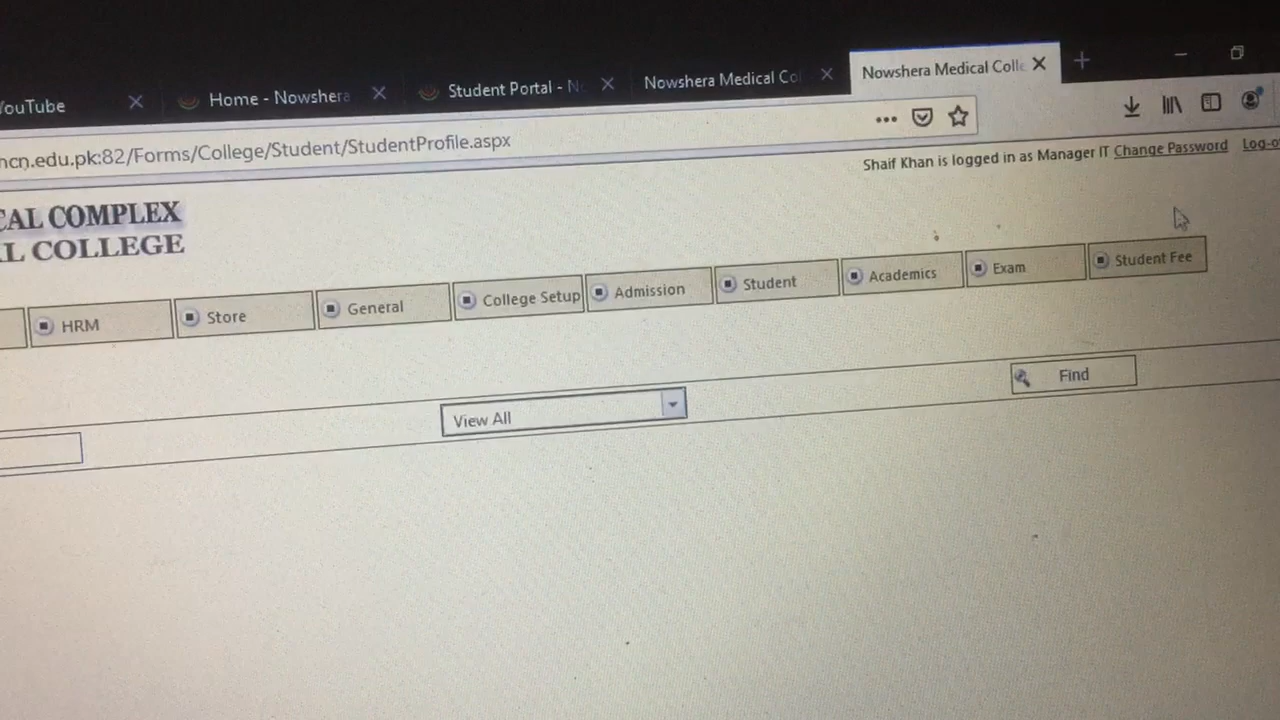 YouTube
Home - Nowshera
Student Portal -
Nowshera Medical Co
Nowshera Medical Colle
.edu.pk:82/Forms/College/Student/StudentProfile.aspx
Shaif Khan is logged in as Manager IT Change Password Log-o
CAL COMPLEX
L COLLEGE
HRM
Store
General
College Setup
Admission
Student
Academics
Exam
Student Fee
View All
Find